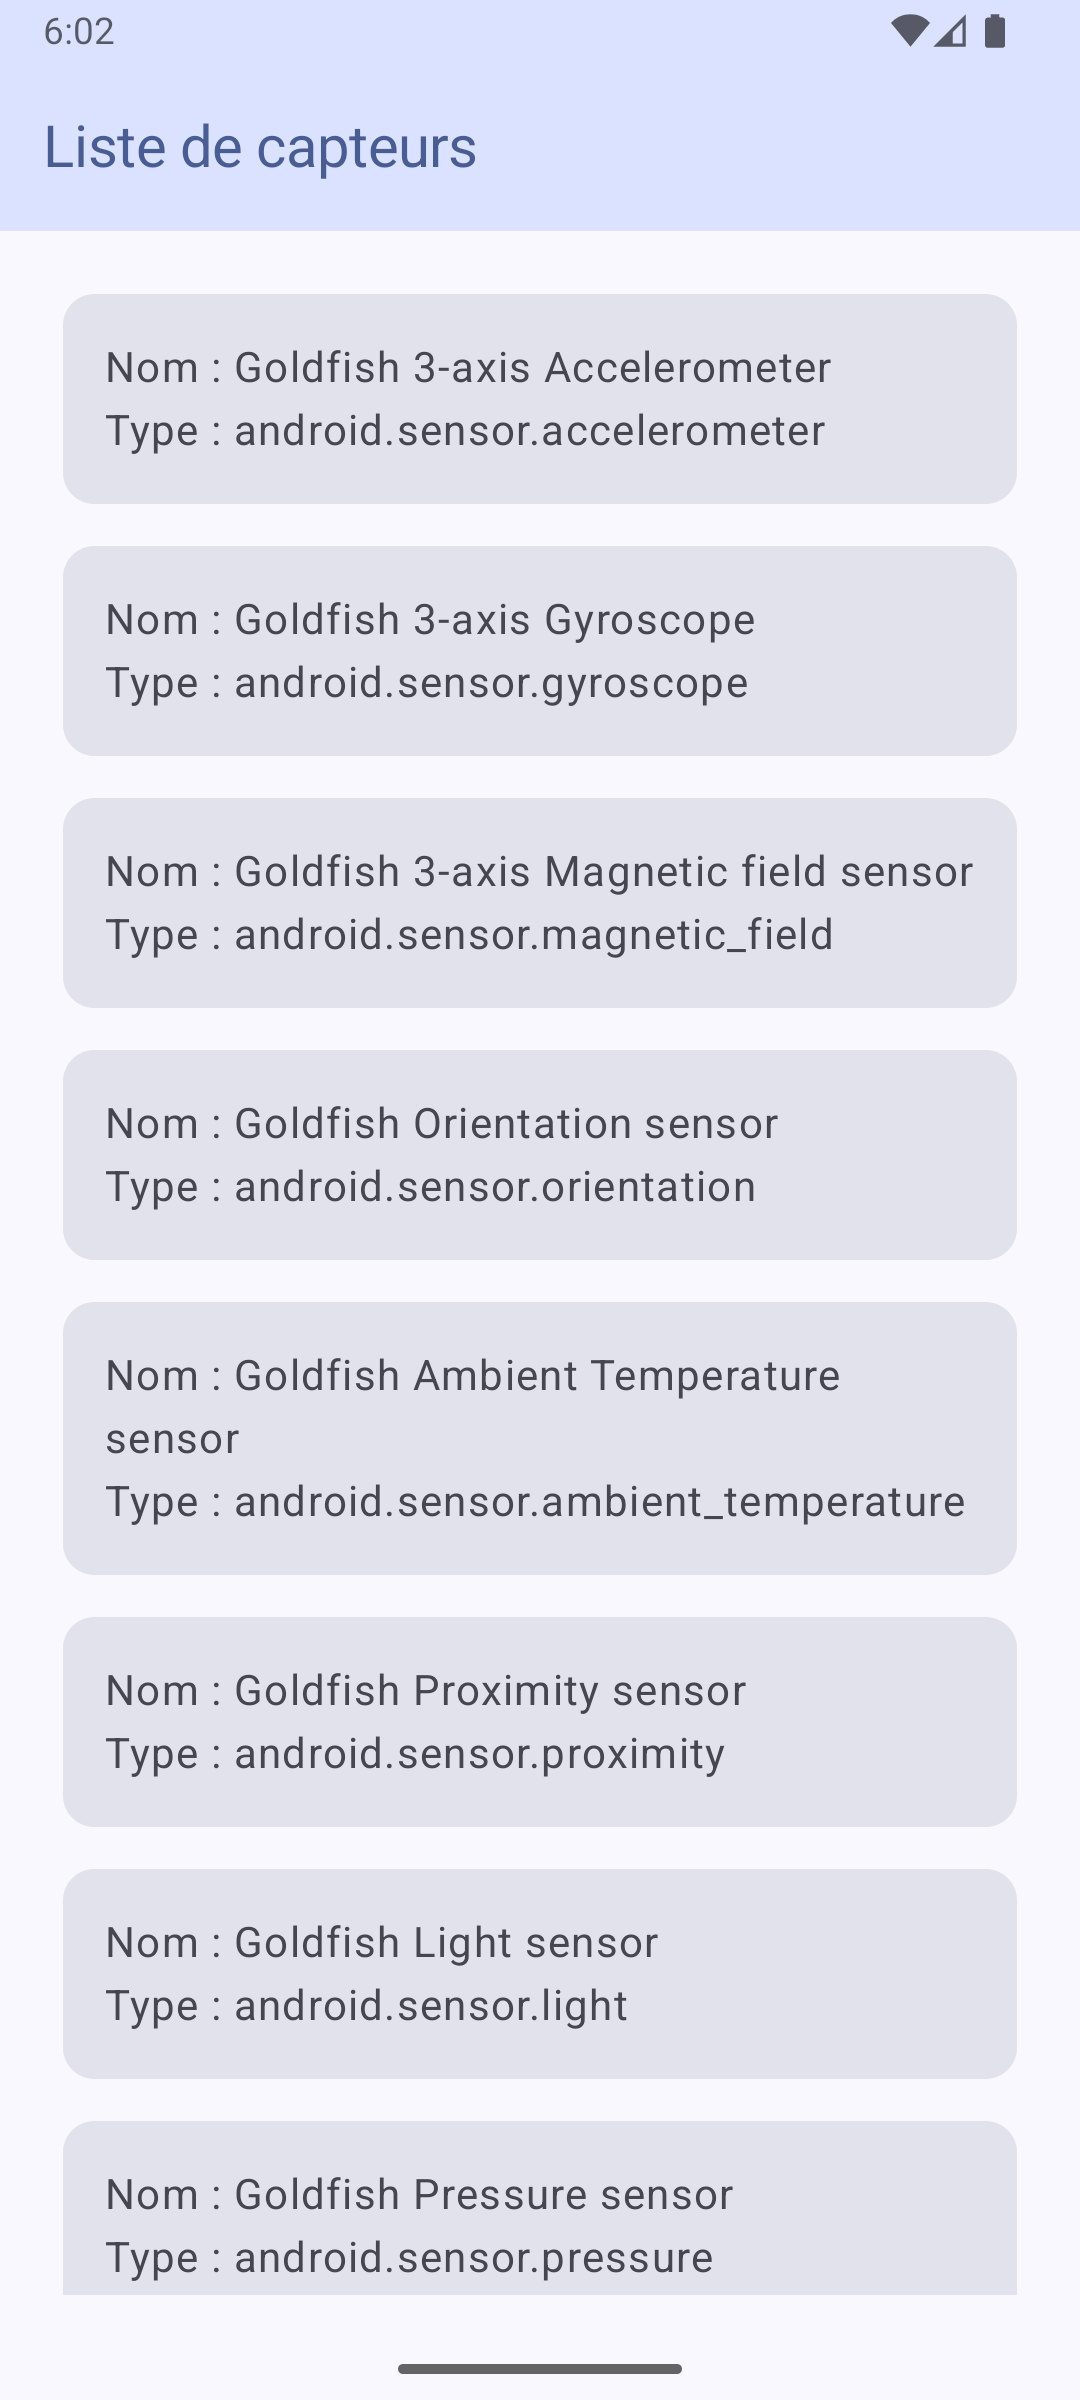 6:02
Liste de capteurs
Nom : Goldfish 3-axis Accelerometer
Type : android.sensor.accelerometer
Nom : Goldfish 3-axis Gyroscope
Type : android.sensor.gyroscope
Nom : Goldfish 3-axis Magnetic field sensor
Type : android.sensor.magnetic_field
Nom : Goldfish Orientation sensor
Type : android.sensor.orientation
Nom : Goldfish Ambient Temperature
sensor
Type : android.sensor.ambient_temperature
Nom : Goldfish Proximity sensor
Type : android.sensor.proximity
Nom : Goldfish Light sensor
Type : android.sensor.light
Nom : Goldfish Pressure sensor
Type : android.sensor.pressure